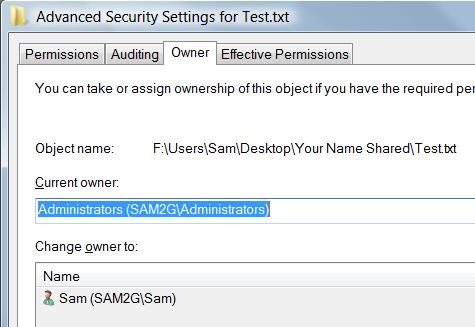 Advanced Security Settings for Test.txt
Permissions Auditing Owner Effective Permissions
You can take or assign ownership of this object if you have the required per
Object name: F:\Users\Sam\Desktop\Your Name Shared\Test.txt
Current owner:
Administrators (SAM2G\Administrators)
Change owner to:
Name
Sam (SAM2G\Sam)